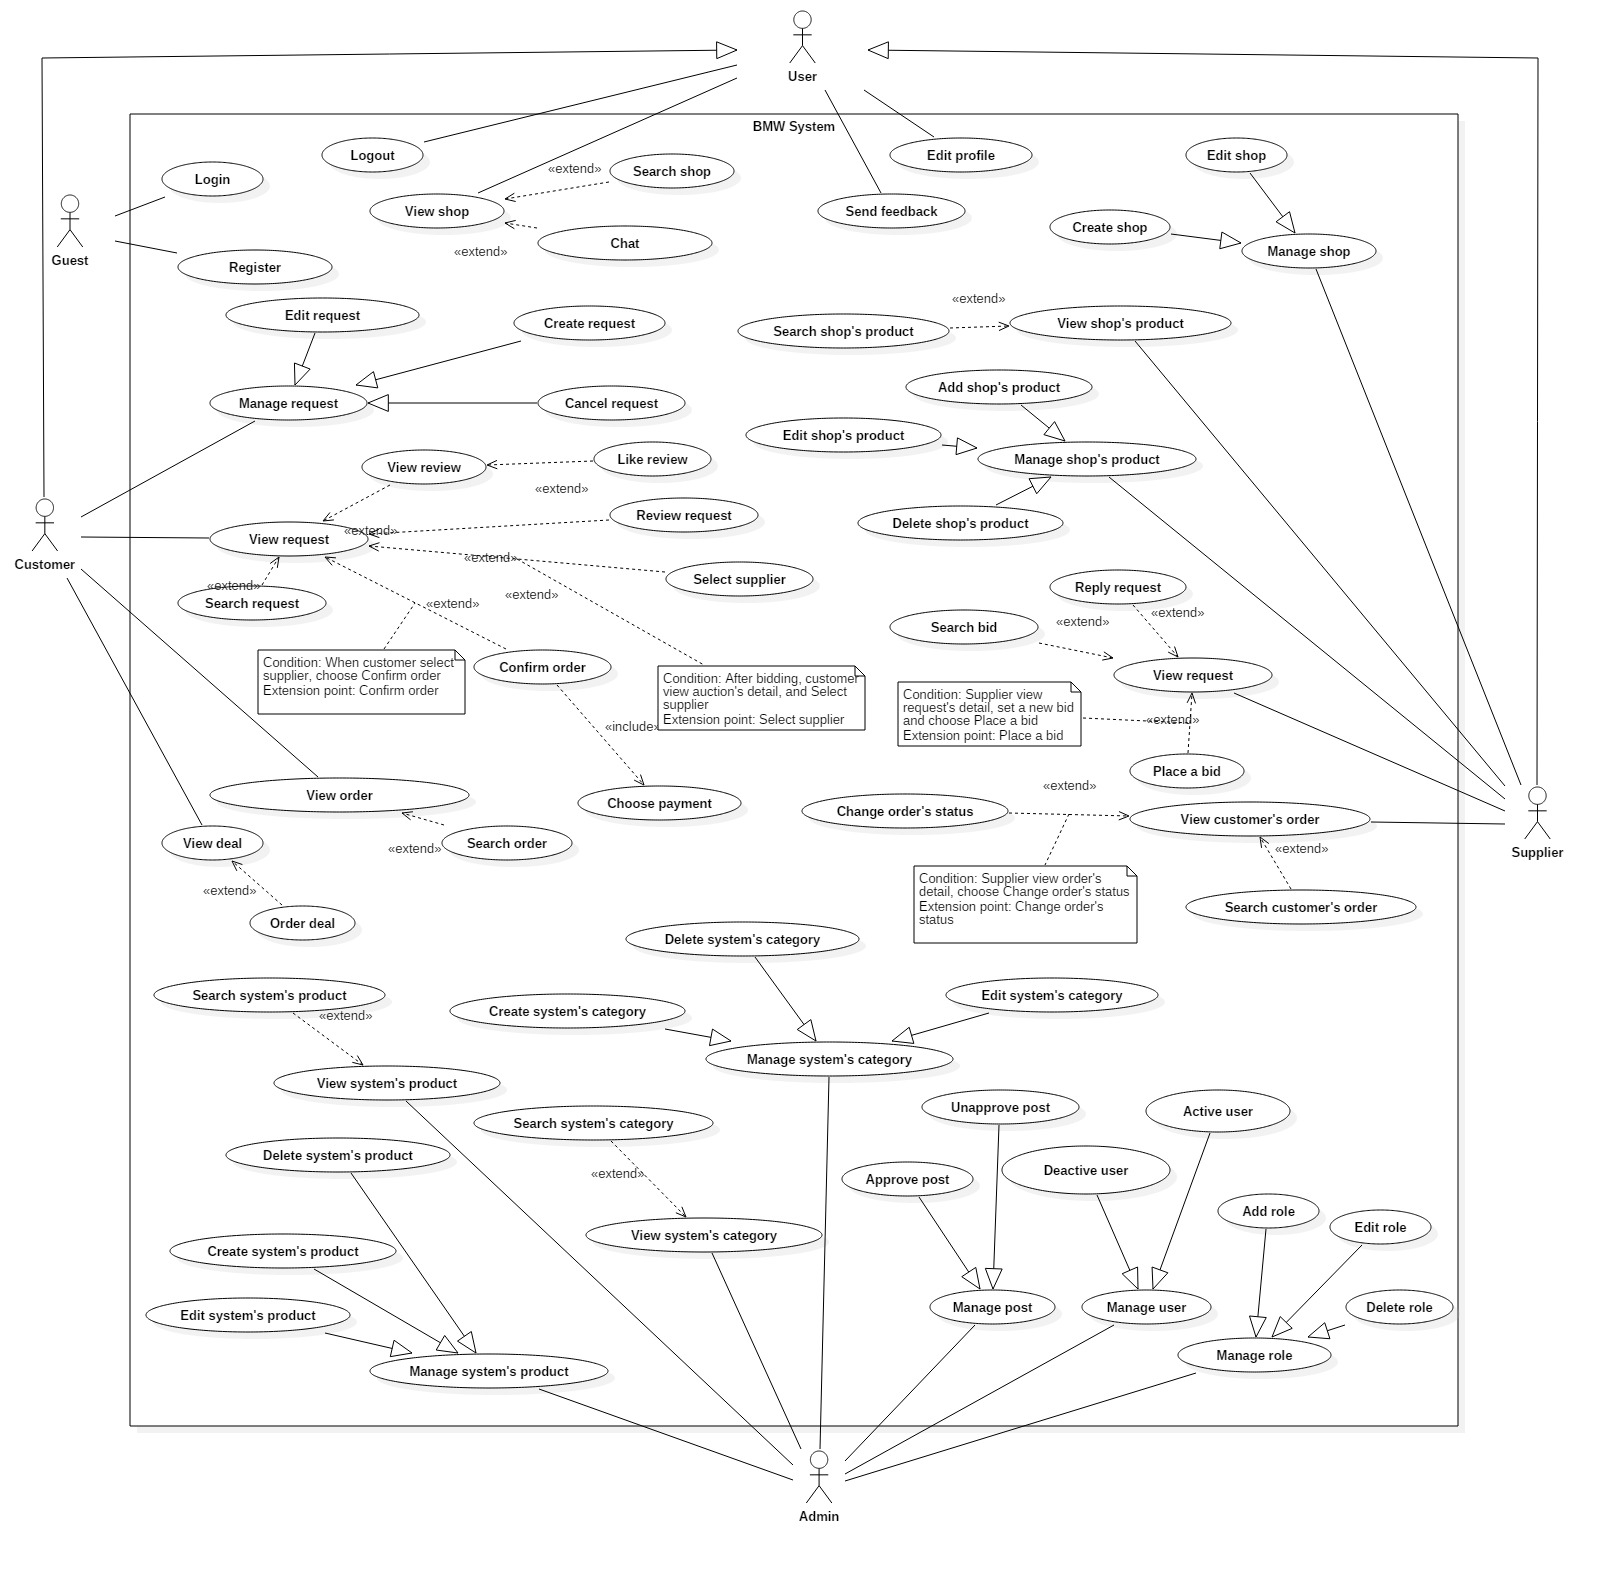 User
BMW System
Logout
Edit profile
Edit shop
«extend»
Search shop
Login
View shop
Send feedback
Create shop
Guest
Chat
«extend»
Manage shop
Register
Edit request
Create request
«extend»
Search shop's product
View shop's product
Add shop's product
Manage request
Cancel request
Edit shop's product
View review
Like review
Manage shop's product
«extend»
Review request
Delete shop's product
«extend»
View request
Customer
«extend»
Select supplier
Reply request
«extend»
Search request
«extend»
«extend»
«extend»
«extend»
Search bid
Condition: When customer select
supplier, choose Confirm order
Extension point: Confirm order
Confirm order
Condition: After bidding, customer
view auction's detail, and Select
supplier
Extension point: Select supplier
View request
Condition: Supplier view
request's detail, set a new bid
and choose Place a bid
Extension point: Place a bid
«extend»
«include»
Place a bid
View order
«extend»
Choose payment
Change order's status
View customer's order
View deal
Search order
«extend»
«extend»
Supplier
«extend»
Condition: Supplier view order's
detail, choose Change order's status
Extension point: Change order's
status
Search customer's order
Order deal
Delete system's category
Search system's product
«extend»
Create system's category
Edit system's category
Manage system's category
View system's product
Search system's category
Unapprove post
Active user
Delete system's product
«extend»
Approve post
Deactive user
Add role
Edit role
View system's category
Create system's product
Edit system's product
Manage post
Manage user
Delete role
Manage system's product
Manage role
Admin